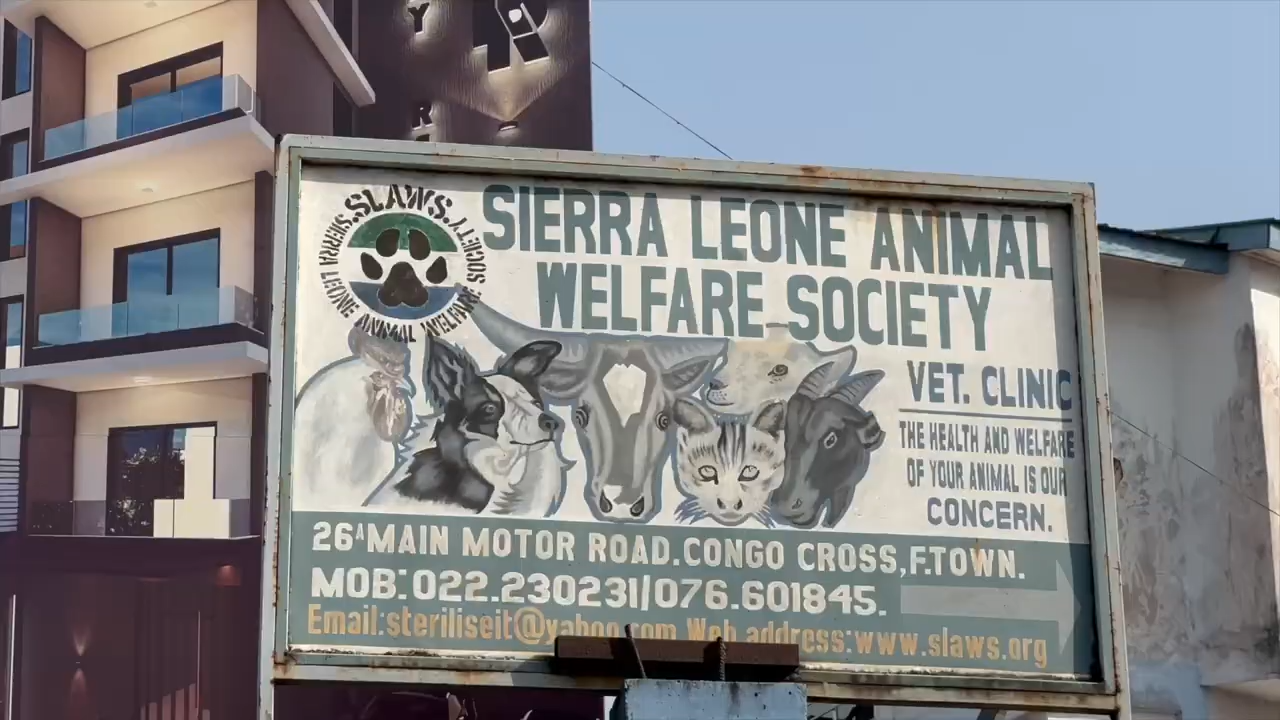 Y
R
.SLAWS.
SIERRA LEONE ANIMAL WELFARE SOCIETY
SIERRA LEONE ANIMAL
WELFARE SOCIETY
VET. CLINIC
THE HEALTH AND WELFARE
OF YOUR ANIMAL IS OUR
CONCERN.
26A MAIN MOTOR ROAD.CONGO CROSS,F.TOWN.
MOB:022.230231//076.601845.
Email:steriliseit@yahoo.com Web address:www.slaws.org